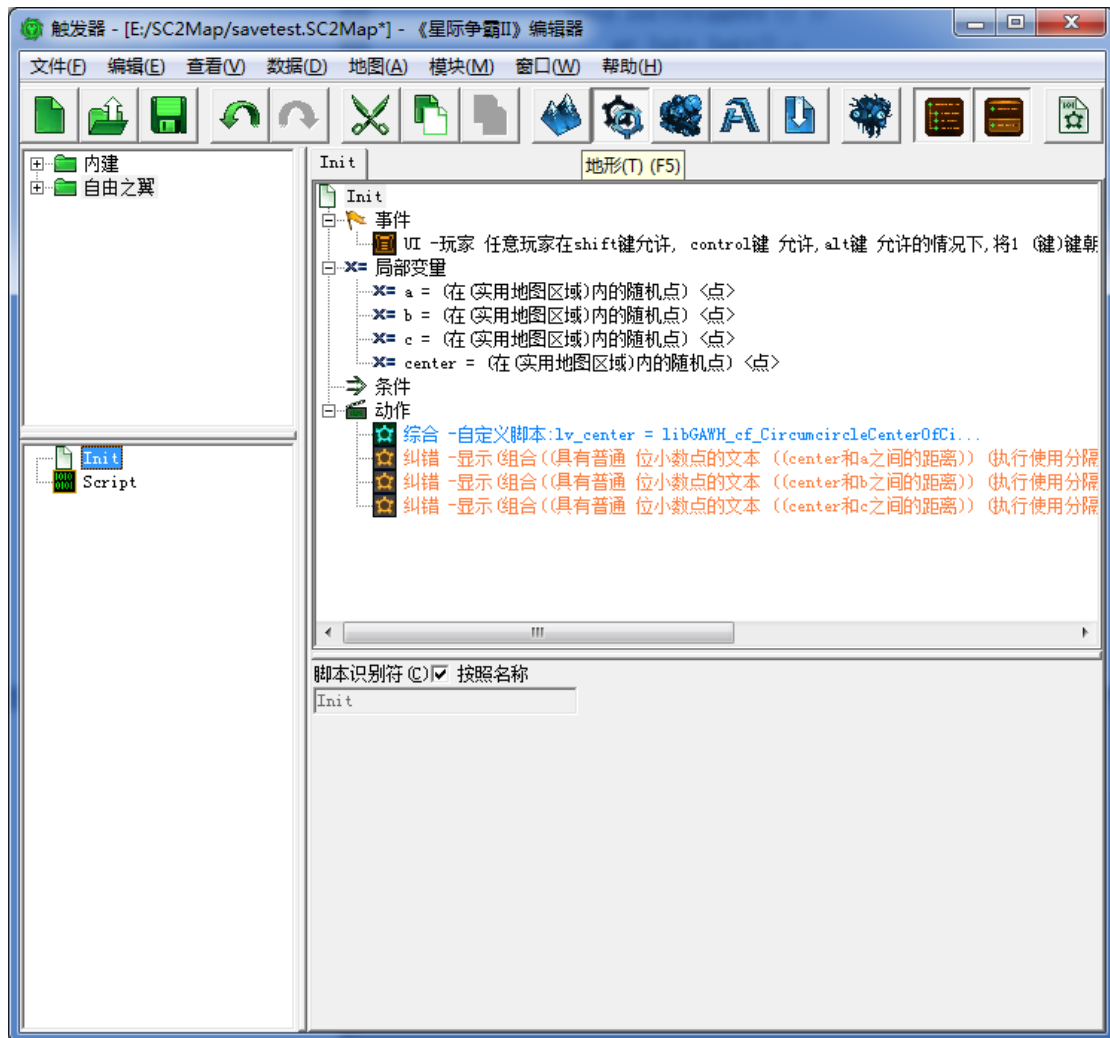 触发器 - [E:/SC2Map/savetest.SC2Map*] - 《星际争霸II》编辑器
文件(F) 编辑(E) 查看(V) 数据(D) 地图(A) 模块(M) 窗口(W) 帮助(H)
地形(T) (F5)
内建
自由之翼
Init
Script
Init
Init
事件
UI -玩家 任意玩家在shift键允许, control键 允许,alt键 允许的情况下,将1 (键)键朝
局部变量
a = (在(实用地图区域)内的随机点) <点>
b = (在(实用地图区域)内的随机点) <点>
c = (在(实用地图区域)内的随机点) <点>
center = (在(实用地图区域)内的随机点) <点>
条件
动作
综合 -自定义脚本:lv_center = libGAWH_cf_CircumcircleCenterOfCi...
纠错 -显示(组合((具有普通 位小数点的文本 ((center和a之间的距离)) (执行使用分隔
纠错 -显示(组合((具有普通 位小数点的文本 ((center和b之间的距离)) (执行使用分隔
纠错 -显示(组合((具有普通 位小数点的文本 ((center和c之间的距离)) (执行使用分隔
脚本识别符(C) 按照名称
Init